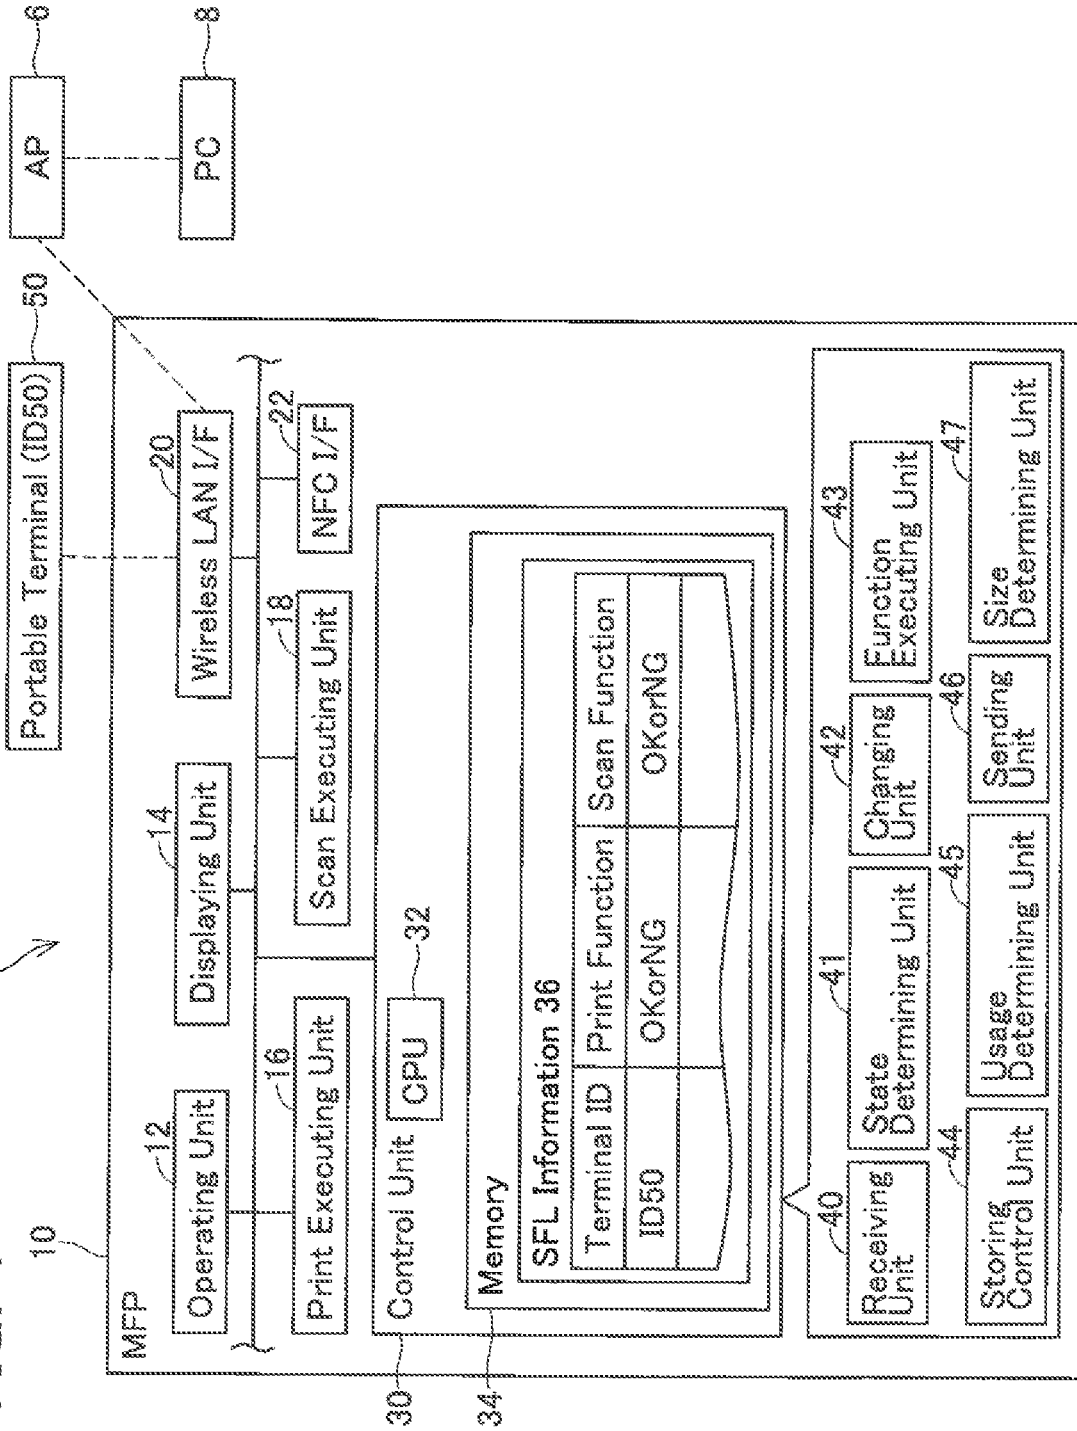 Portable Terminal (ID50)
50
AP
6
PC
8
10
MFP
12
Operating Unit
14
Displaying Unit
20
Wireless LAN I/F
16
Print Executing Unit
18
Scan Executing Unit
22
NFC I/F
30
Control Unit
CPU
32
34
Memory
SFL Information 36
Terminal ID Print Function Scan Function
ID50 OKorNG OKorNG
40
Receiving
Unit
41
State
Determining Unit
42
Changing
Unit
43
Function
Executing Unit
44
Storing
Control Unit
45
Usage
Determining Unit
46
Sending
Unit
47
Size
Determining Unit